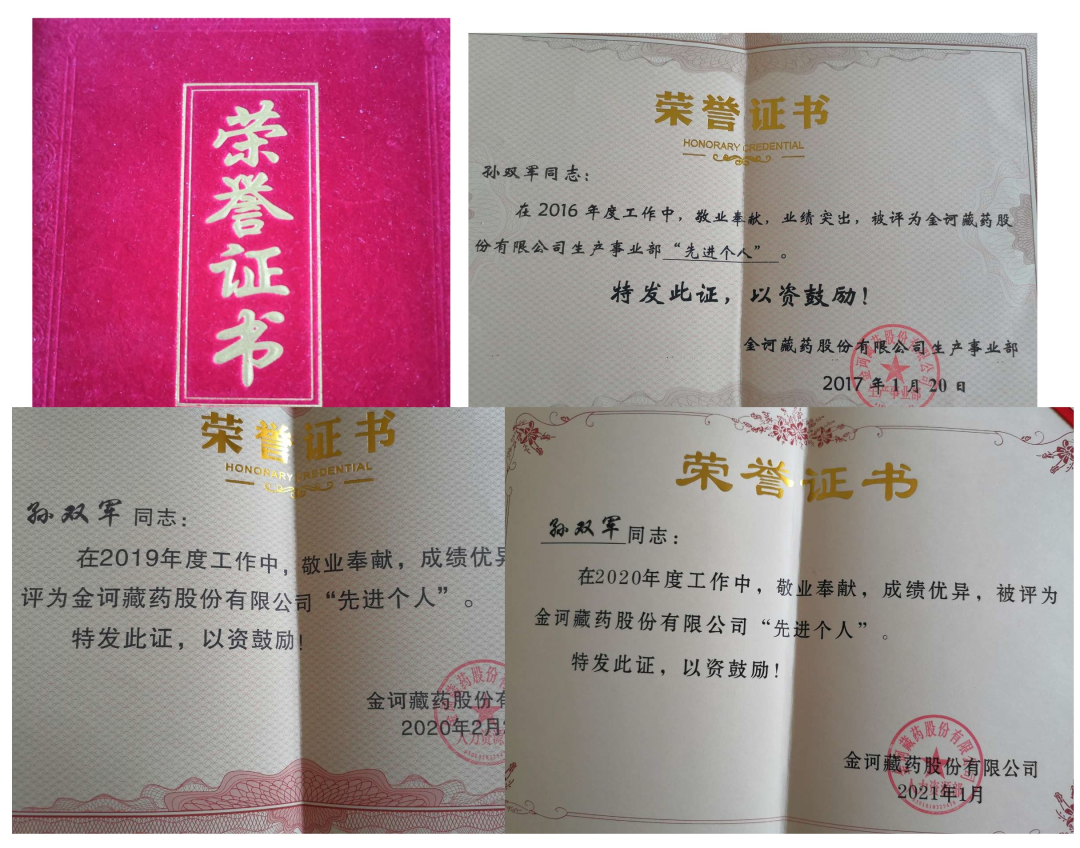 荣誉证书
荣誉证书
HONORARY CREDENTIAL
孙双军同志：
在 2016 年度工作中，敬业奉献，业绩突出，被评为金诃藏药股
份有限公司生产事业部“先进个人”。
特发此证，以资鼓励！
金诃藏药股份有限公司生产事业部
2017 年 1 月 20 日
荣誉证书
HONORARY CREDENTIAL
孙双军 同志：
在2019年度工作中，敬业奉献，成绩优异
评为金诃藏药股份有限公司“先进个人”。
特发此证，以资鼓励！
金诃藏药股份有
2020年2月
荣誉证书
孙双军同志：
在2020年度工作中，敬业奉献，成绩优异，被评为
金诃藏药股份有限公司“先进个人”。
特发此证，以资鼓励！
金诃藏药股份有限公司
2021年1月